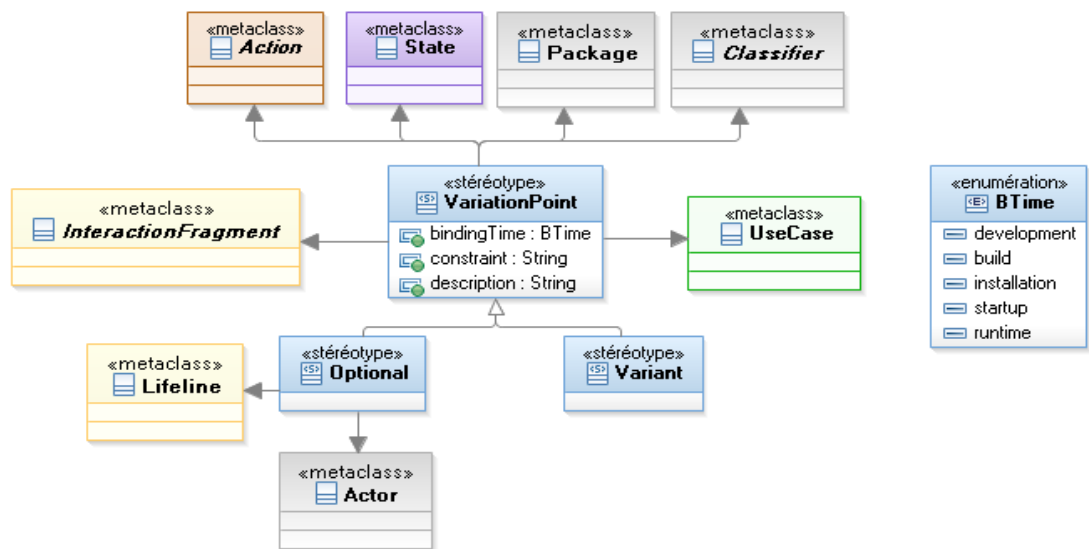 «metaclass»
Action
«metaclass»
State
«metaclass»
Package
«metaclass»
Classifier
«stéréotype»
VariationPoint
bindingTime : BTime
constraint : String
description : String
«enumération»
BTime
development
build
installation
startup
runtime
«metaclass»
InteractionFragment
«metaclass»
UseCase
«metaclass»
Lifeline
«stéréotype»
Optional
«stéréotype»
Variant
«metaclass»
Actor